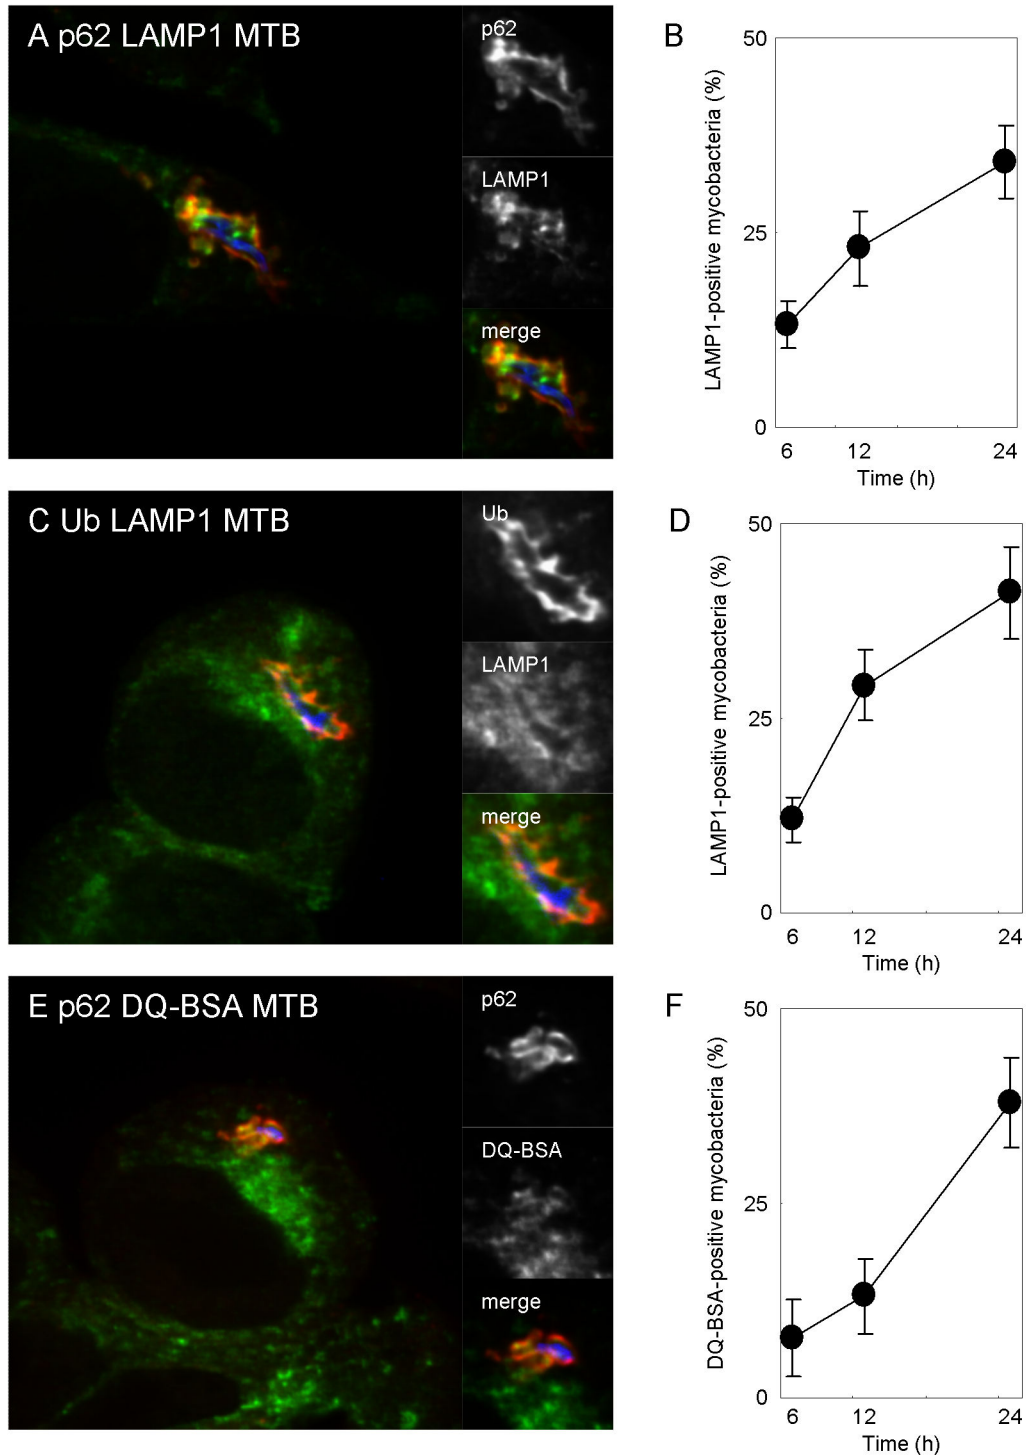 A p62 LAMP1 MTB
p62
LAMP1
merge
B
50
25
0
LAMP1-positive mycobacteria (%)
6 12 24
Time (h)
C Ub LAMP1 MTB
Ub
LAMP1
merge
D
50
25
0
LAMP1-positive mycobacteria (%)
6 12 24
Time (h)
E p62 DQ-BSA MTB
p62
DQ-BSA
merge
F
50
25
0
DQ-BSA-positive mycobacteria (%)
6 12 24
Time (h)